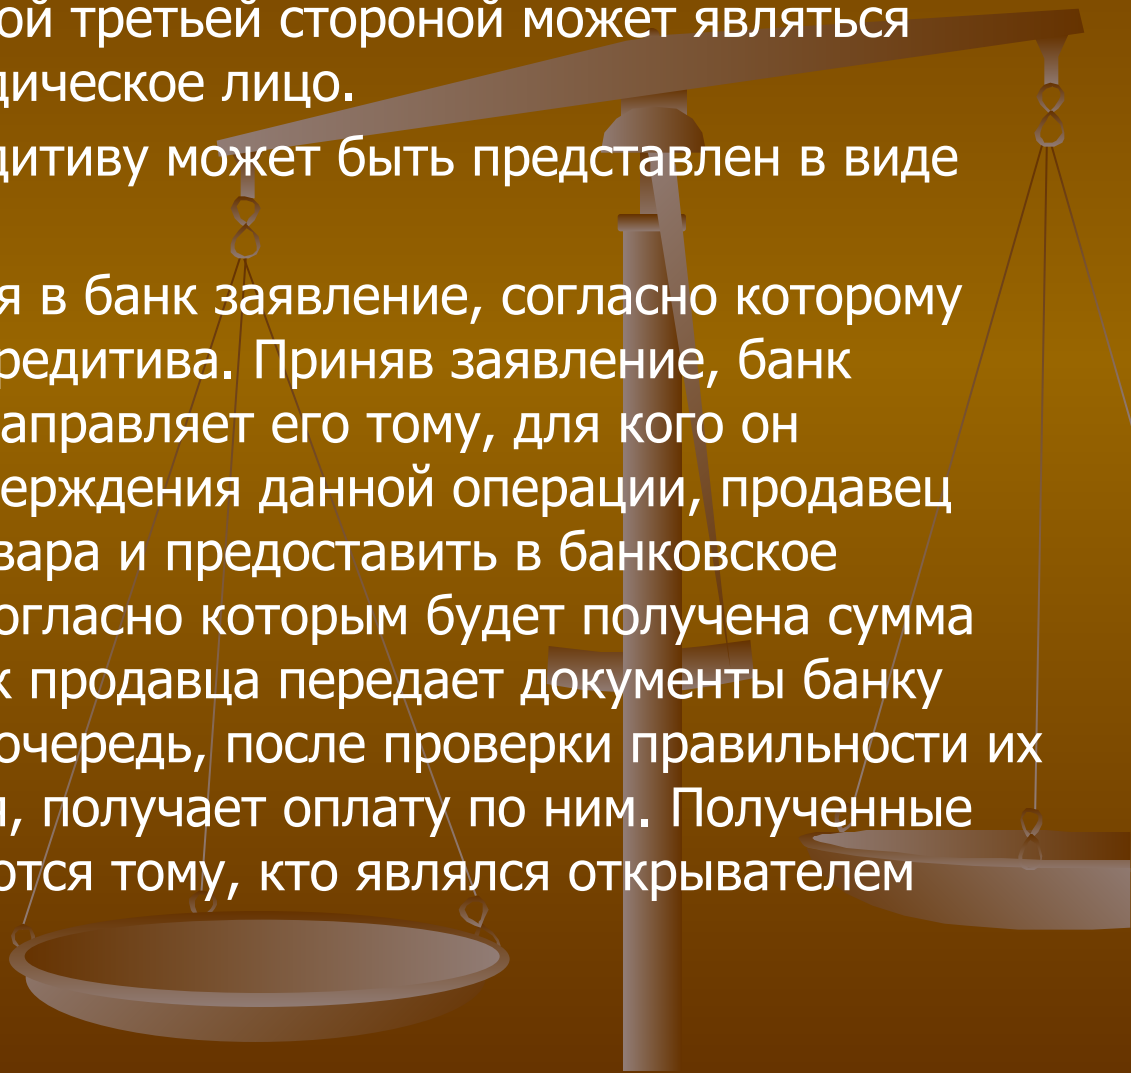 ой третьей стороной может являться
дическое лицо.
дитиву может быть представлен в виде
я в банк заявление, согласно которому
редитива. Приняв заявление, банк
аправляет его тому, для кого он
ерждения данной операции, продавец
вара и предоставить в банковское
огласно которым будет получена сумма
к продавца передает документы банку
очередь, после проверки правильности их
я, получает оплату по ним. Полученные
ются тому, кто являлся открывателем